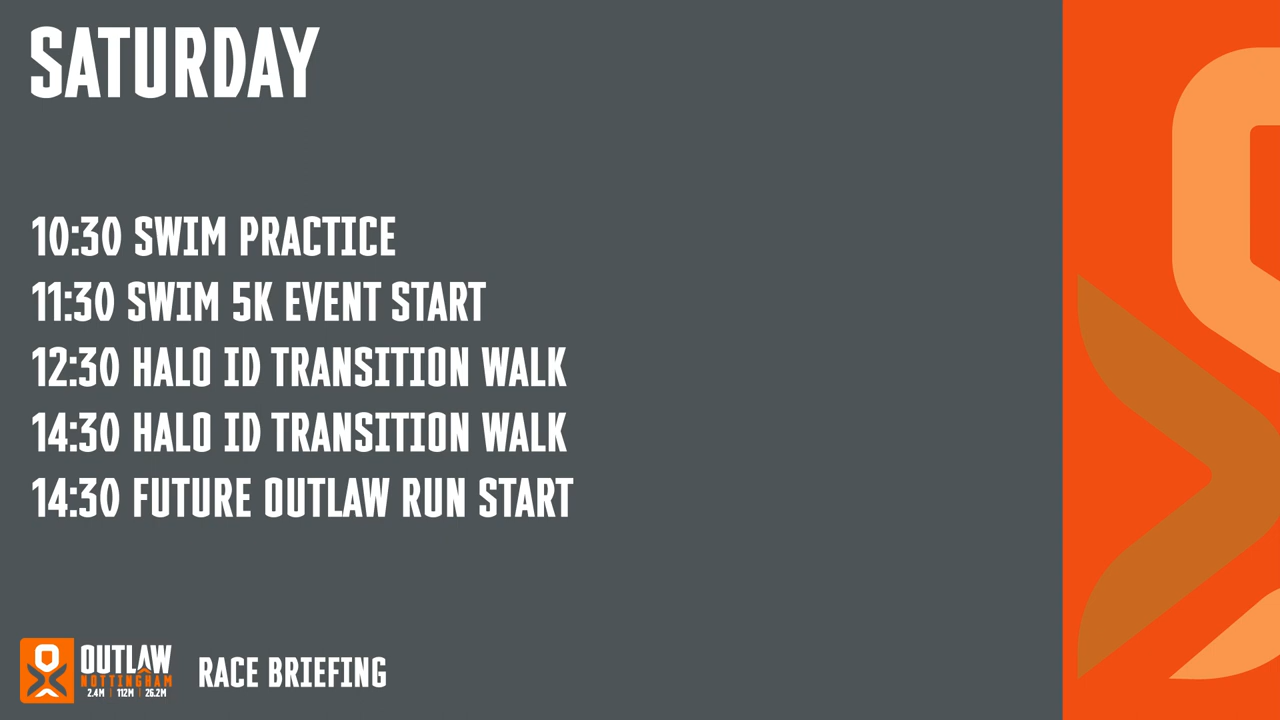 SATURDAY
10:30 SWIM PRACTICE
11:30 SWIM 5K EVENT START
12:30 HALO ID TRANSITION WALK
14:30 HALO ID TRANSITION WALK
14:30 FUTURE OUTLAW RUN START
OUTLAW
NOTTINGHAM
2.4M | 112M | 26.2M
RACE BRIEFING